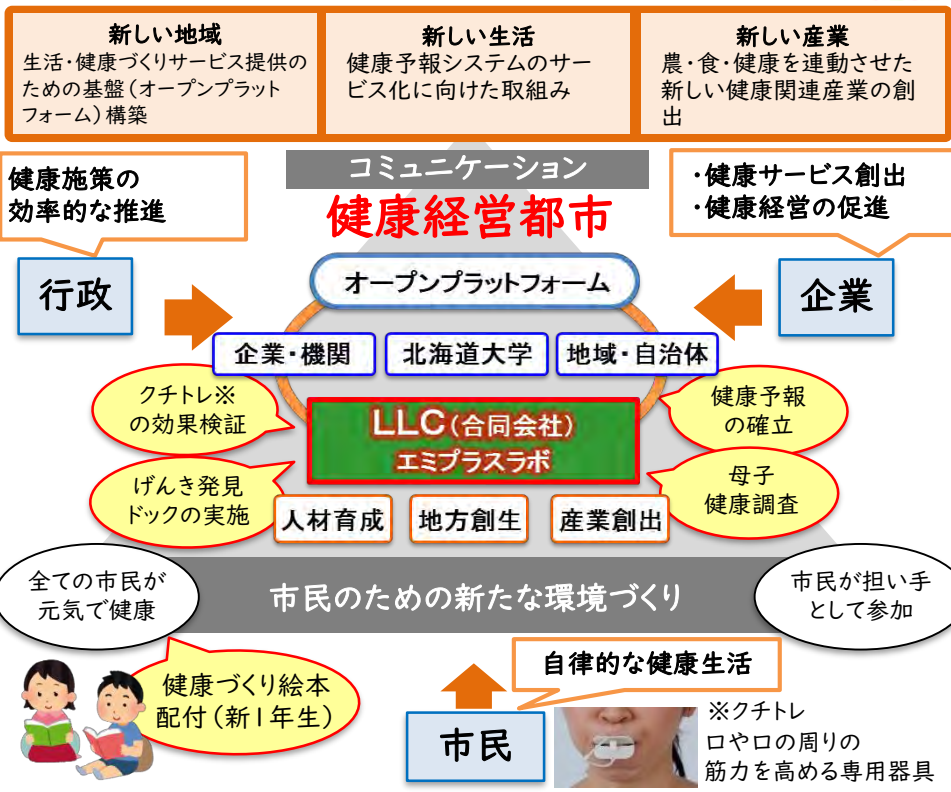 新しい地域
生活・健康づくりサービス提供の
ための基盤(オープンプラット
フォーム)構築
新しい生活
健康予報システムのサー
ビス化に向けた取組み
新しい産業
農・食・健康を連動させた
新しい健康関連産業の創
出
コミュニケーション
健康経営都市
健康施策の
効率的な推進
・健康サービス創出
・健康経営の促進
行政
企業
オープンプラットフォーム
企業・機関
北海道大学
地域・自治体
クチトレ※
の効果検証
健康予報
の確立
LLC(合同会社)
エミプラスラボ
げんき発見
ドックの実施
母子
健康調査
人材育成
地方創生
産業創出
全ての市民が
元気で健康
市民のための新たな環境づくり
市民が担い手
として参加
自律的な健康生活
健康づくり絵本
配付(新1年生)
市民
※クチトレ
口や口の周りの
筋力を高める専用器具